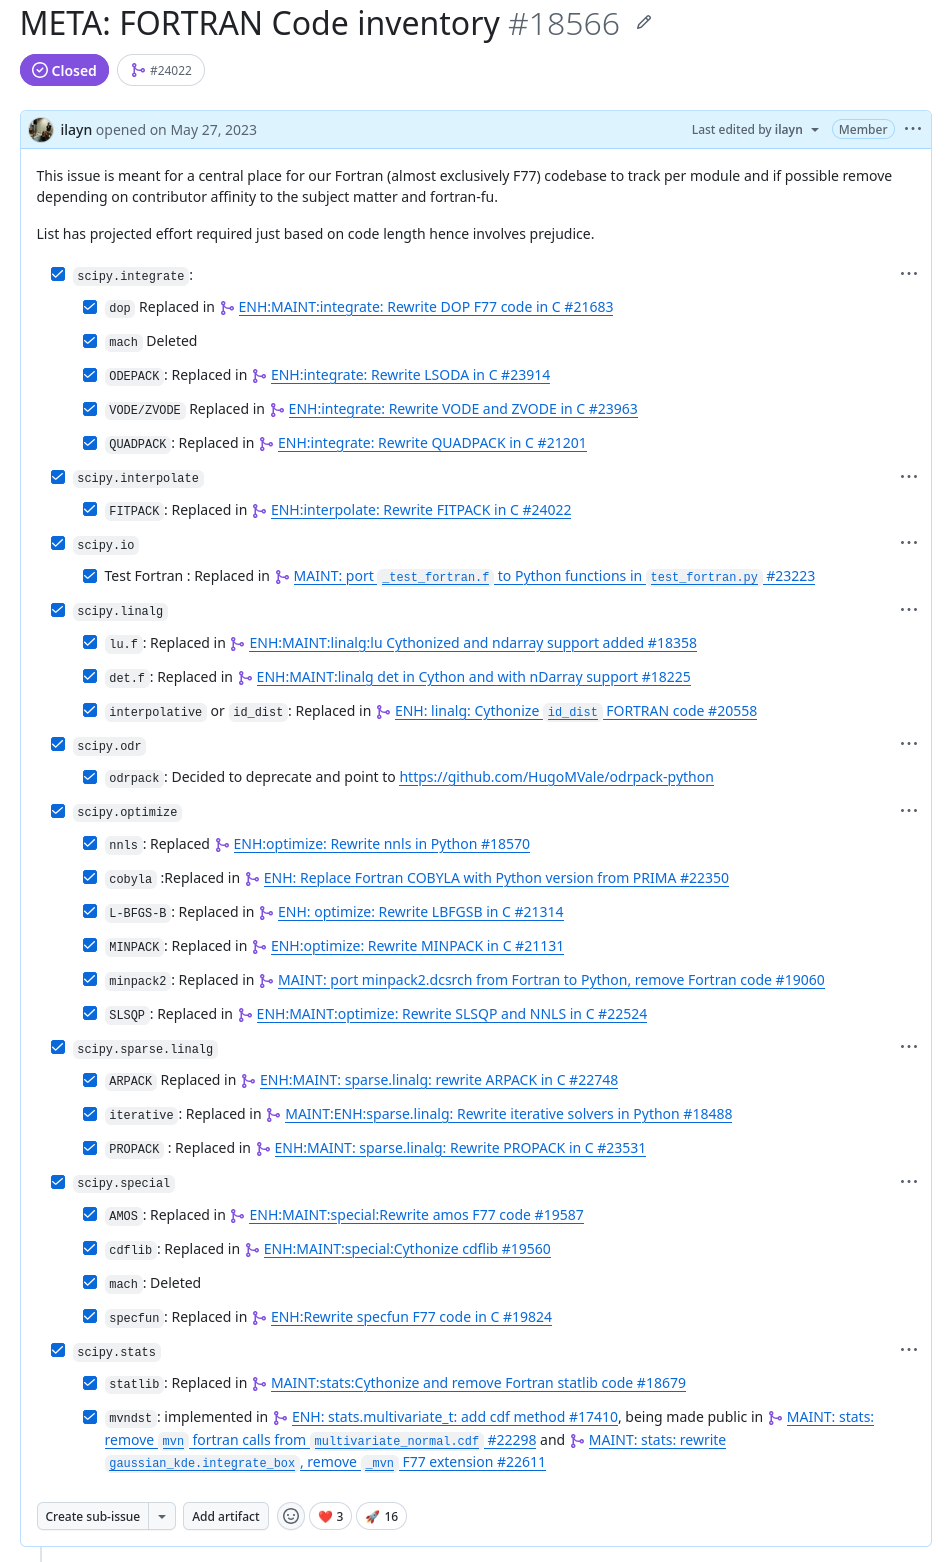 META: FORTRAN Code inventory #18566
Closed #24022
ilayn opened on May 27, 2023 Last edited by ilayn Member
This issue is meant for a central place for our Fortran (almost exclusively F77) codebase to track per module and if possible remove
depending on contributor affinity to the subject matter and fortran-fu.
List has projected effort required just based on code length hence involves prejudice.
scipy.integrate:
dop Replaced in ENH:MAINT:integrate: Rewrite DOP F77 code in C #21683
mach Deleted
ODEPACK: Replaced in ENH:integrate: Rewrite LSODA in C #23914
VODE/ZVODE Replaced in ENH:integrate: Rewrite VODE and ZVODE in C #23963
QUADPACK: Replaced in ENH:integrate: Rewrite QUADPACK in C #21201
scipy.interpolate
FITPACK: Replaced in ENH:interpolate: Rewrite FITPACK in C #24022
scipy.io
Test Fortran : Replaced in MAINT: port _test_fortran.f to Python functions in test_fortran.py #23223
scipy.linalg
lu.f: Replaced in ENH:MAINT:linalg:lu Cythonized and ndarray support added #18358
det.f: Replaced in ENH:MAINT:linalg det in Cython and with nDarray support #18225
interpolative or id_dist: Replaced in ENH: linalg: Cythonize id_dist FORTRAN code #20558
scipy.odr
odrpack: Decided to deprecate and point to https://github.com/HugoMVale/odrpack-python
scipy.optimize
nnls: Replaced ENH:optimize: Rewrite nnls in Python #18570
cobyla :Replaced in ENH: Replace Fortran COBYLA with Python version from PRIMA #22350
L-BFGS-B: Replaced in ENH: optimize: Rewrite LBFGSB in C #21314
MINPACK: Replaced in ENH:optimize: Rewrite MINPACK in C #21131
minpack2: Replaced in MAINT: port minpack2.dcsrch from Fortran to Python, remove Fortran code #19060
SLSQP: Replaced in ENH:MAINT:optimize: Rewrite SLSQP and NNLS in C #22524
scipy.sparse.linalg
ARPACK Replaced in ENH:MAINT: sparse.linalg: rewrite ARPACK in C #22748
iterative: Replaced in MAINT:ENH:sparse.linalg: Rewrite iterative solvers in Python #18488
PROPACK : Replaced in ENH:MAINT: sparse.linalg: Rewrite PROPACK in C #23531
scipy.special
AMOS: Replaced in ENH:MAINT:special:Rewrite amos F77 code #19587
cdflib: Replaced in ENH:MAINT:special:Cythonize cdflib #19560
mach: Deleted
specfun: Replaced in ENH:Rewrite specfun F77 code in C #19824
scipy.stats
statlib: Replaced in MAINT:stats:Cythonize and remove Fortran statlib code #18679
mvndst: implemented in ENH: stats.multivariate_t: add cdf method #17410, being made public in MAINT: stats:
remove mvn fortran calls from multivariate_normal.cdf #22298 and MAINT: stats: rewrite
gaussian_kde.integrate_box, remove _mvn F77 extension #22611
Create sub-issue Add artifact 3 16